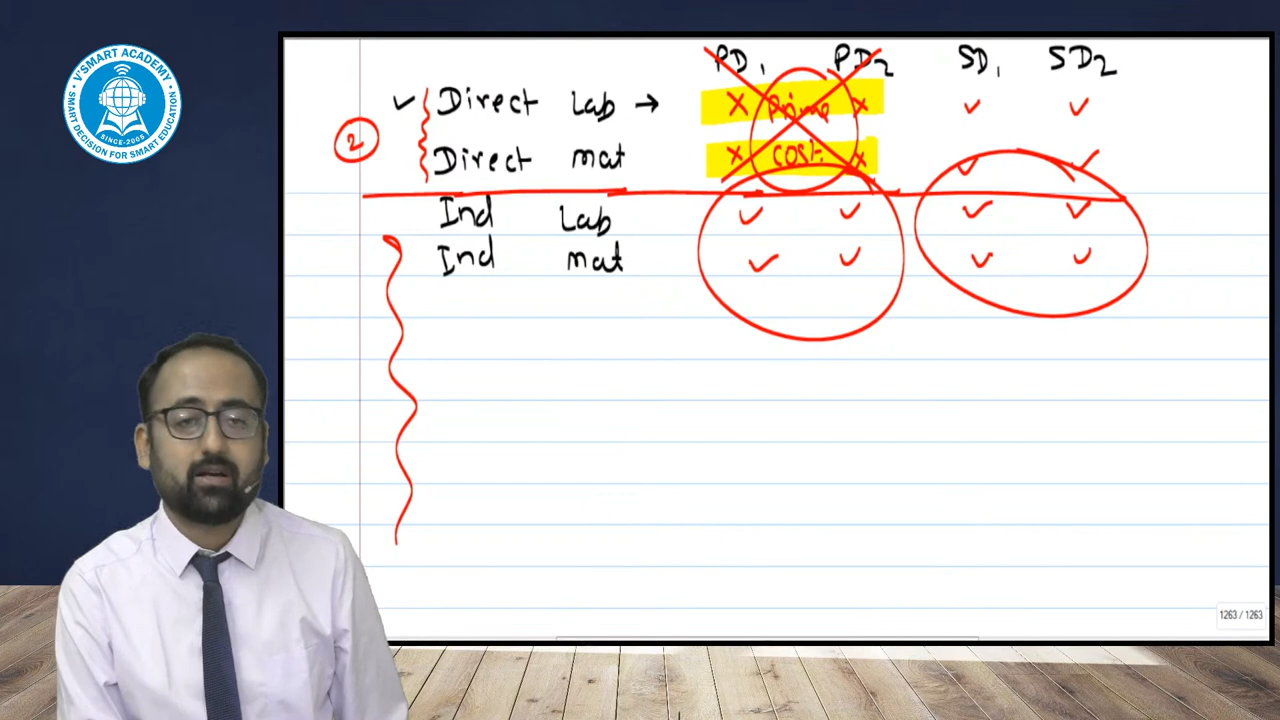 V'SMART ACADEMY
SINCE-2005
SMART DECISION FOR SMART EDUCATION
PD1 PD2 SD1 SD2
Direct Lab → x Prime x ✓ ✓
2
Direct mat x cost x ✓ ✓
Ind Lab ✓ ✓ ✓ ✓
Ind mat ✓ ✓ ✓ ✓
1263 / 1263